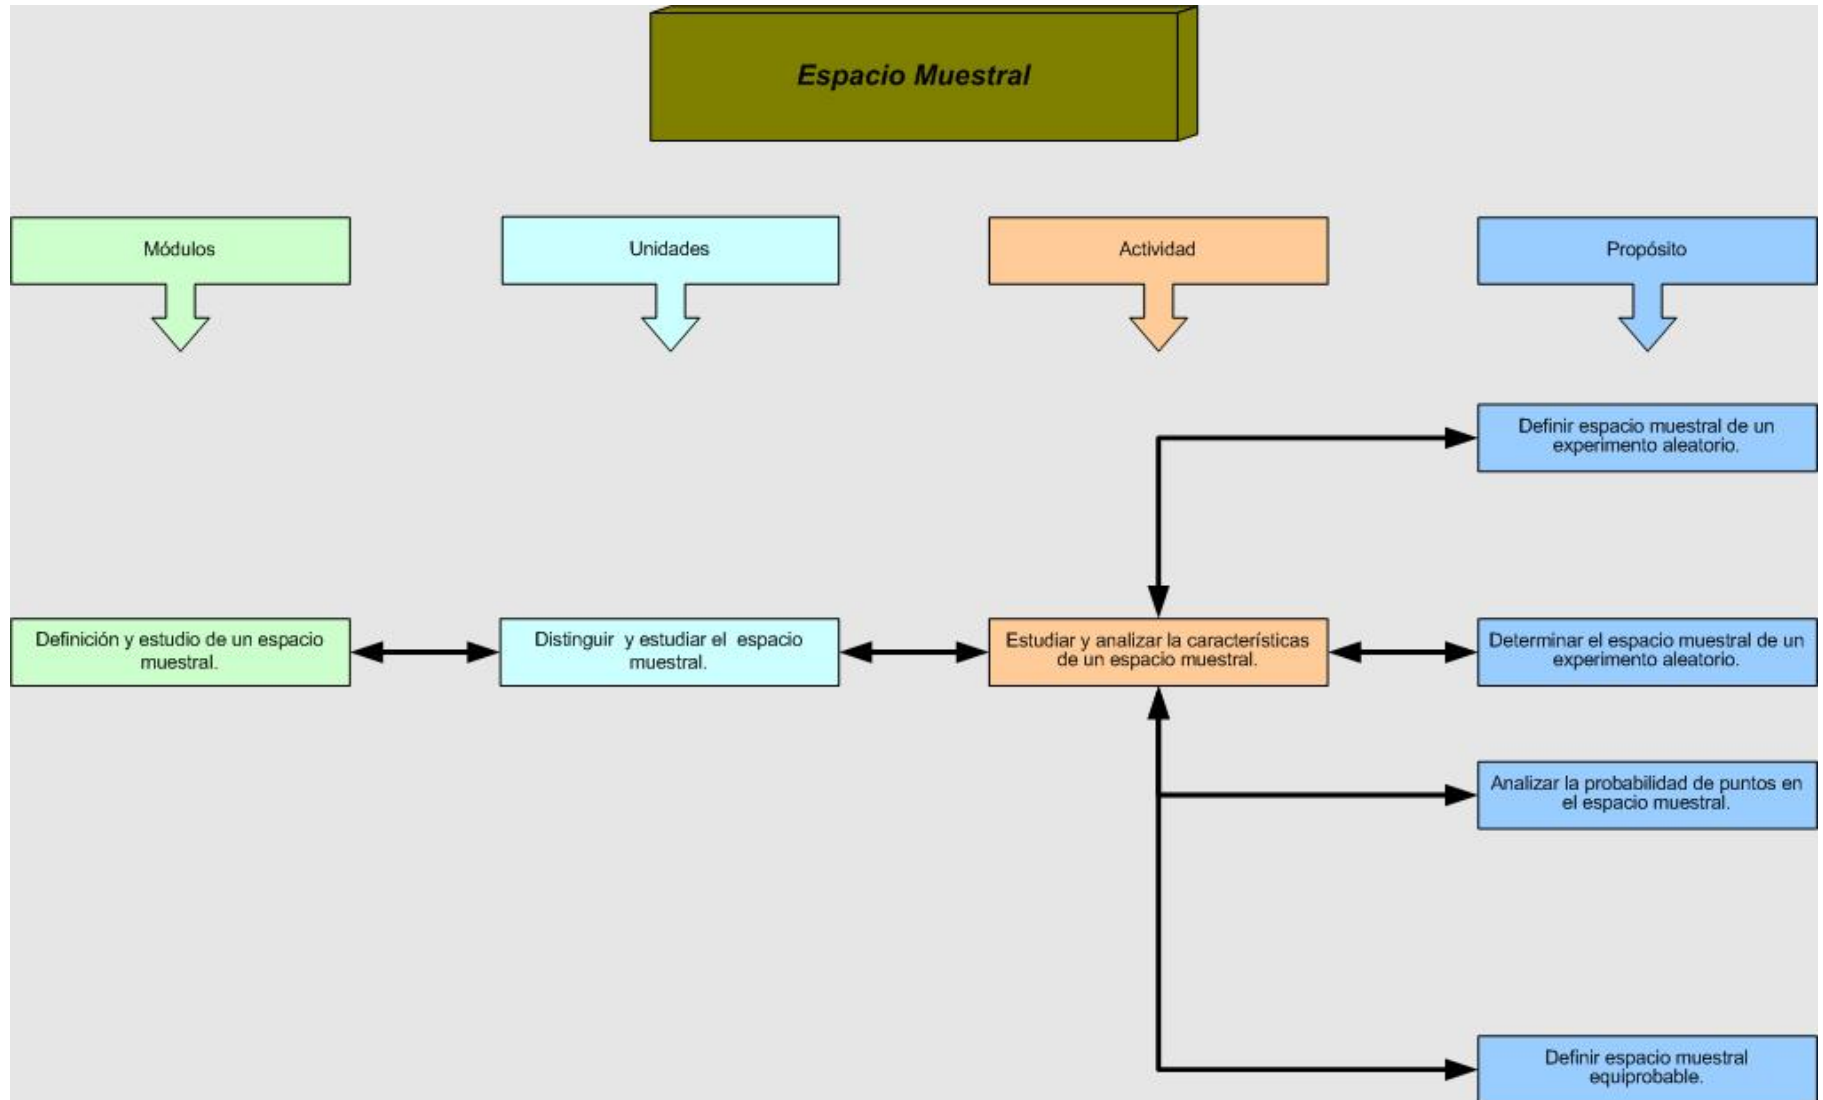 Espacio Muestral
Módulos
Unidades
Actividad
Propósito
Definir espacio muestral de un
experimento aleatorio.
Definición y estudio de un espacio
muestral.
Distinguir y estudiar el espacio
muestral.
Estudiar y analizar la características
de un espacio muestral.
Determinar el espacio muestral de un
experimento aleatorio.
Analizar la probabilidad de puntos en
el espacio muestral.
Definir espacio muestral
equiprobable.